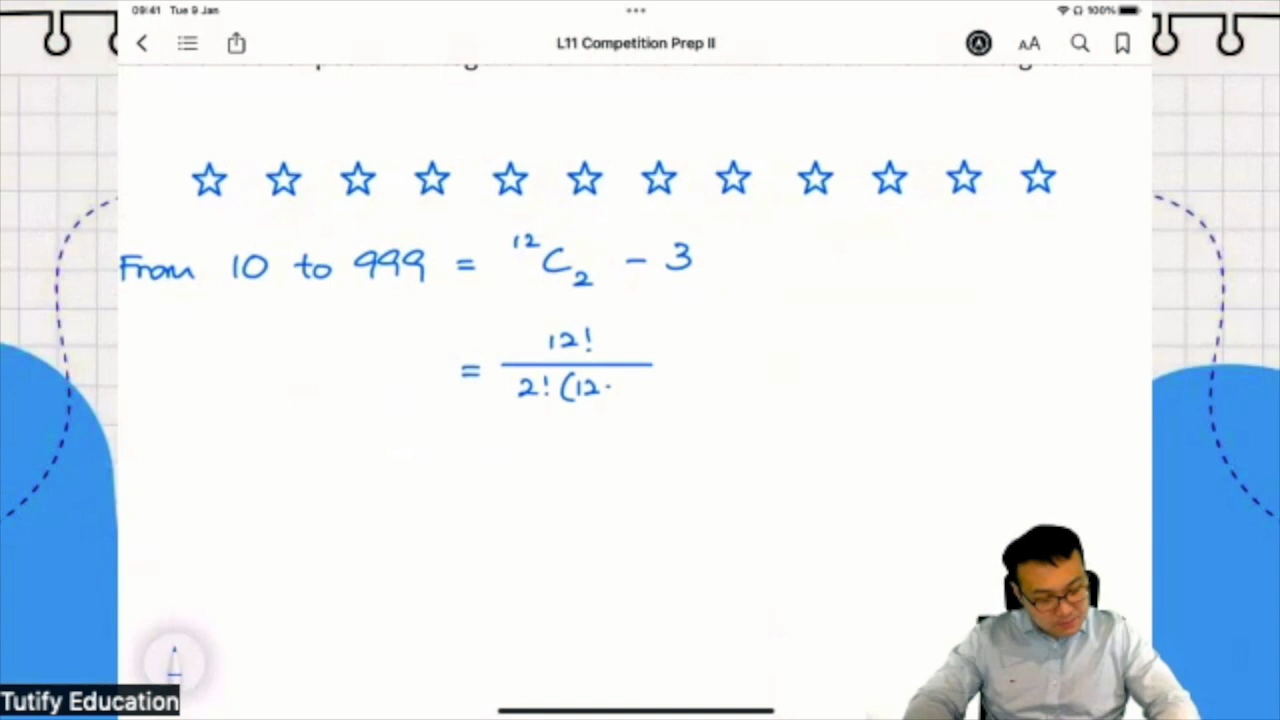 09:41 Tue 9 Jan
100%
L11 Competition Prep II
AA
From 10 to 999 = ¹²C₂ - 3
= 12!
2! (12-
Tutify Education